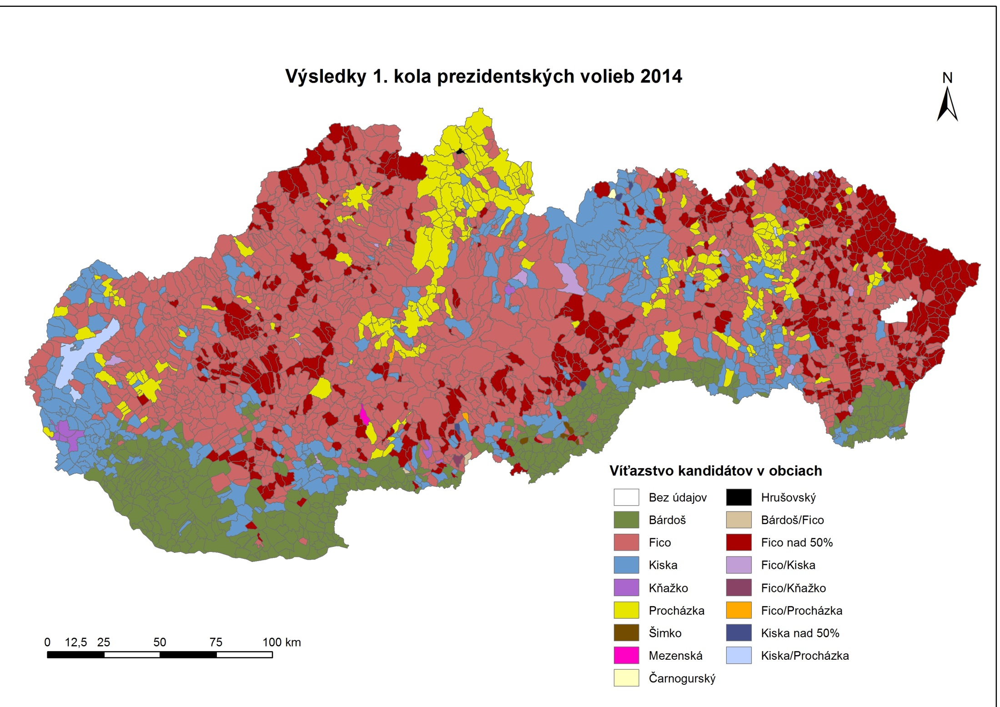 Výsledky 1. kola prezidentských volieb 2014
N
Víťazstvo kandidátov v obciach
Bez údajov
Bárdoš
Fico
Kiska
Kňažko
Procházka
Šimko
Mezenská
Čarnogurský
Hrušovský
Bárdoš/Fico
Fico nad 50%
Fico/Kiska
Fico/Kňažko
Fico/Procházka
Kiska nad 50%
Kiska/Procházka
0 12,5 25 50 75 100 km